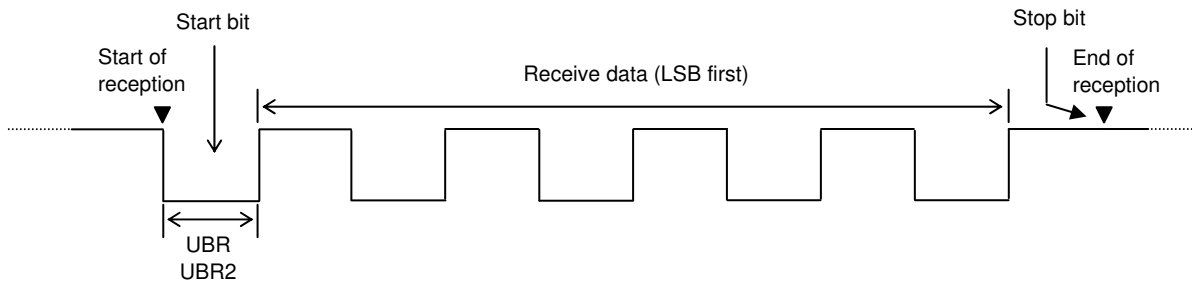 Start bit
Stop bit
Start of
reception
Receive data (LSB first)
End of
reception
UBR
UBR2